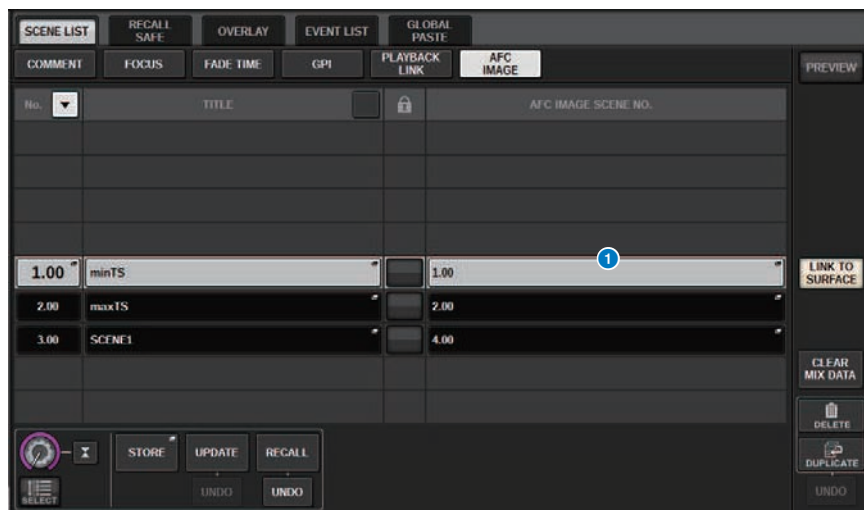 SCENE LIST
RECALL
SAFE
OVERLAY
EVENT LIST
GLOBAL
PASTE
COMMENT
FOCUS
FADE TIME
GPI
PLAYBACK
LINK
AFC
IMAGE
PREVIEW
No.
TITLE
AFC IMAGE SCENE NO.
1
1.00
minTS
1.00
LINK TO
SURFACE
2.00
maxTS
2.00
3.00
SCENE1
4.00
CLEAR
MIX DATA
DELETE
STORE
UPDATE
RECALL
DUPLICATE
SELECT
UNDO
UNDO
UNDO